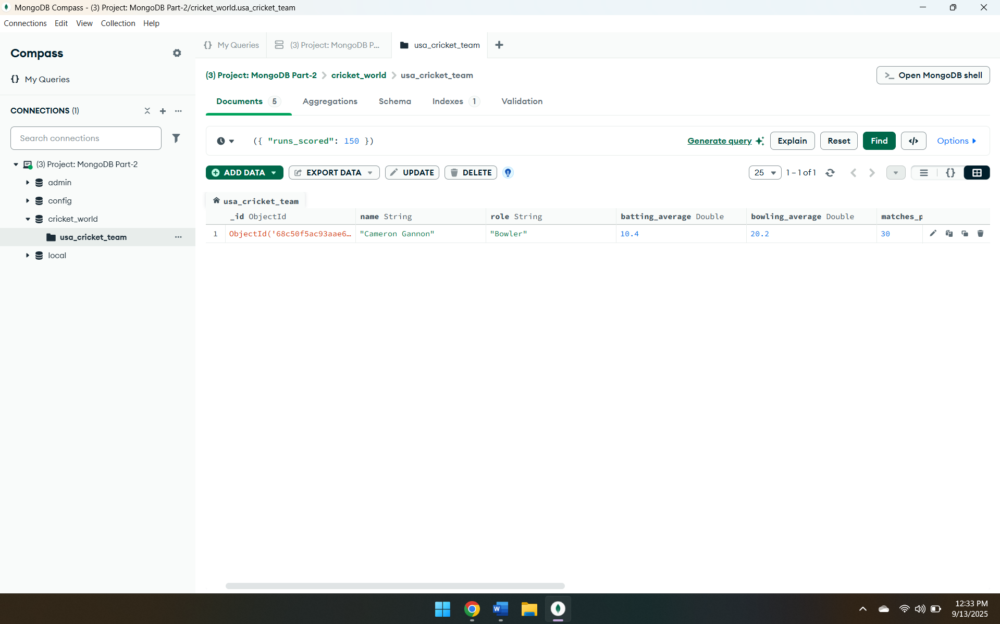 MongoDB Compass - (3) Project: MongoDB Part-2/cricket_world.usa_cricket_team
Connections Edit View Collection Help
Compass
My Queries
CONNECTIONS (1)
Search connections
(3) Project: MongoDB Part-2
admin
config
cricket_world
usa_cricket_team
local
{} My Queries
(3) Project: MongoDB P...
usa_cricket_team
(3) Project: MongoDB Part-2 > cricket_world > usa_cricket_team
>_ Open MongoDB shell
Documents 5 Aggregations Schema Indexes 1 Validation
({ "runs_scored": 150 })
Generate query Explain Reset Find </> Options
ADD DATA EXPORT DATA UPDATE DELETE
25 1 – 1 of 1
usa_cricket_team
_id ObjectId name String role String batting_average Double bowling_average Double matches_p
1 ObjectId('68c50f5ac93aae6… "Cameron Gannon" "Bowler" 10.4 20.2 30
12:33 PM
9/13/2025